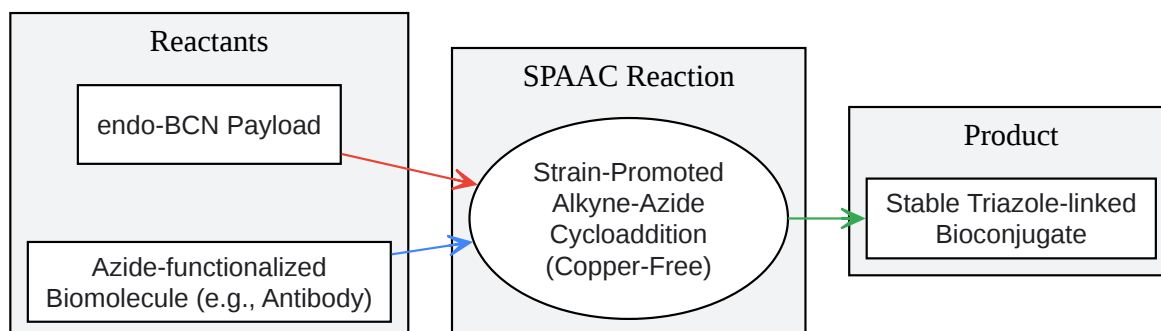 Reactants
endo-BCN Payload
Azide-functionalized
Biomolecule (e.g., Antibody)
SPAAC Reaction
Strain-Promoted
Alkyne-Azide
Cycloaddition
(Copper-Free)
Product
Stable Triazole-linked
Bioconjugate